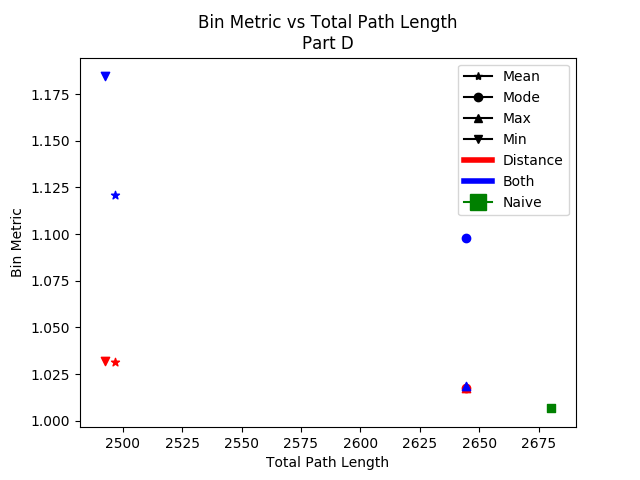 Bin Metric vs Total Path Length
Part D
Bin Metric
1.175
1.150
1.125
1.100
1.075
1.050
1.025
1.000
Mean
Mode
Max
Min
Distance
Both
Naive
2500 2525 2550 2575 2600 2625 2650 2675
Total Path Length